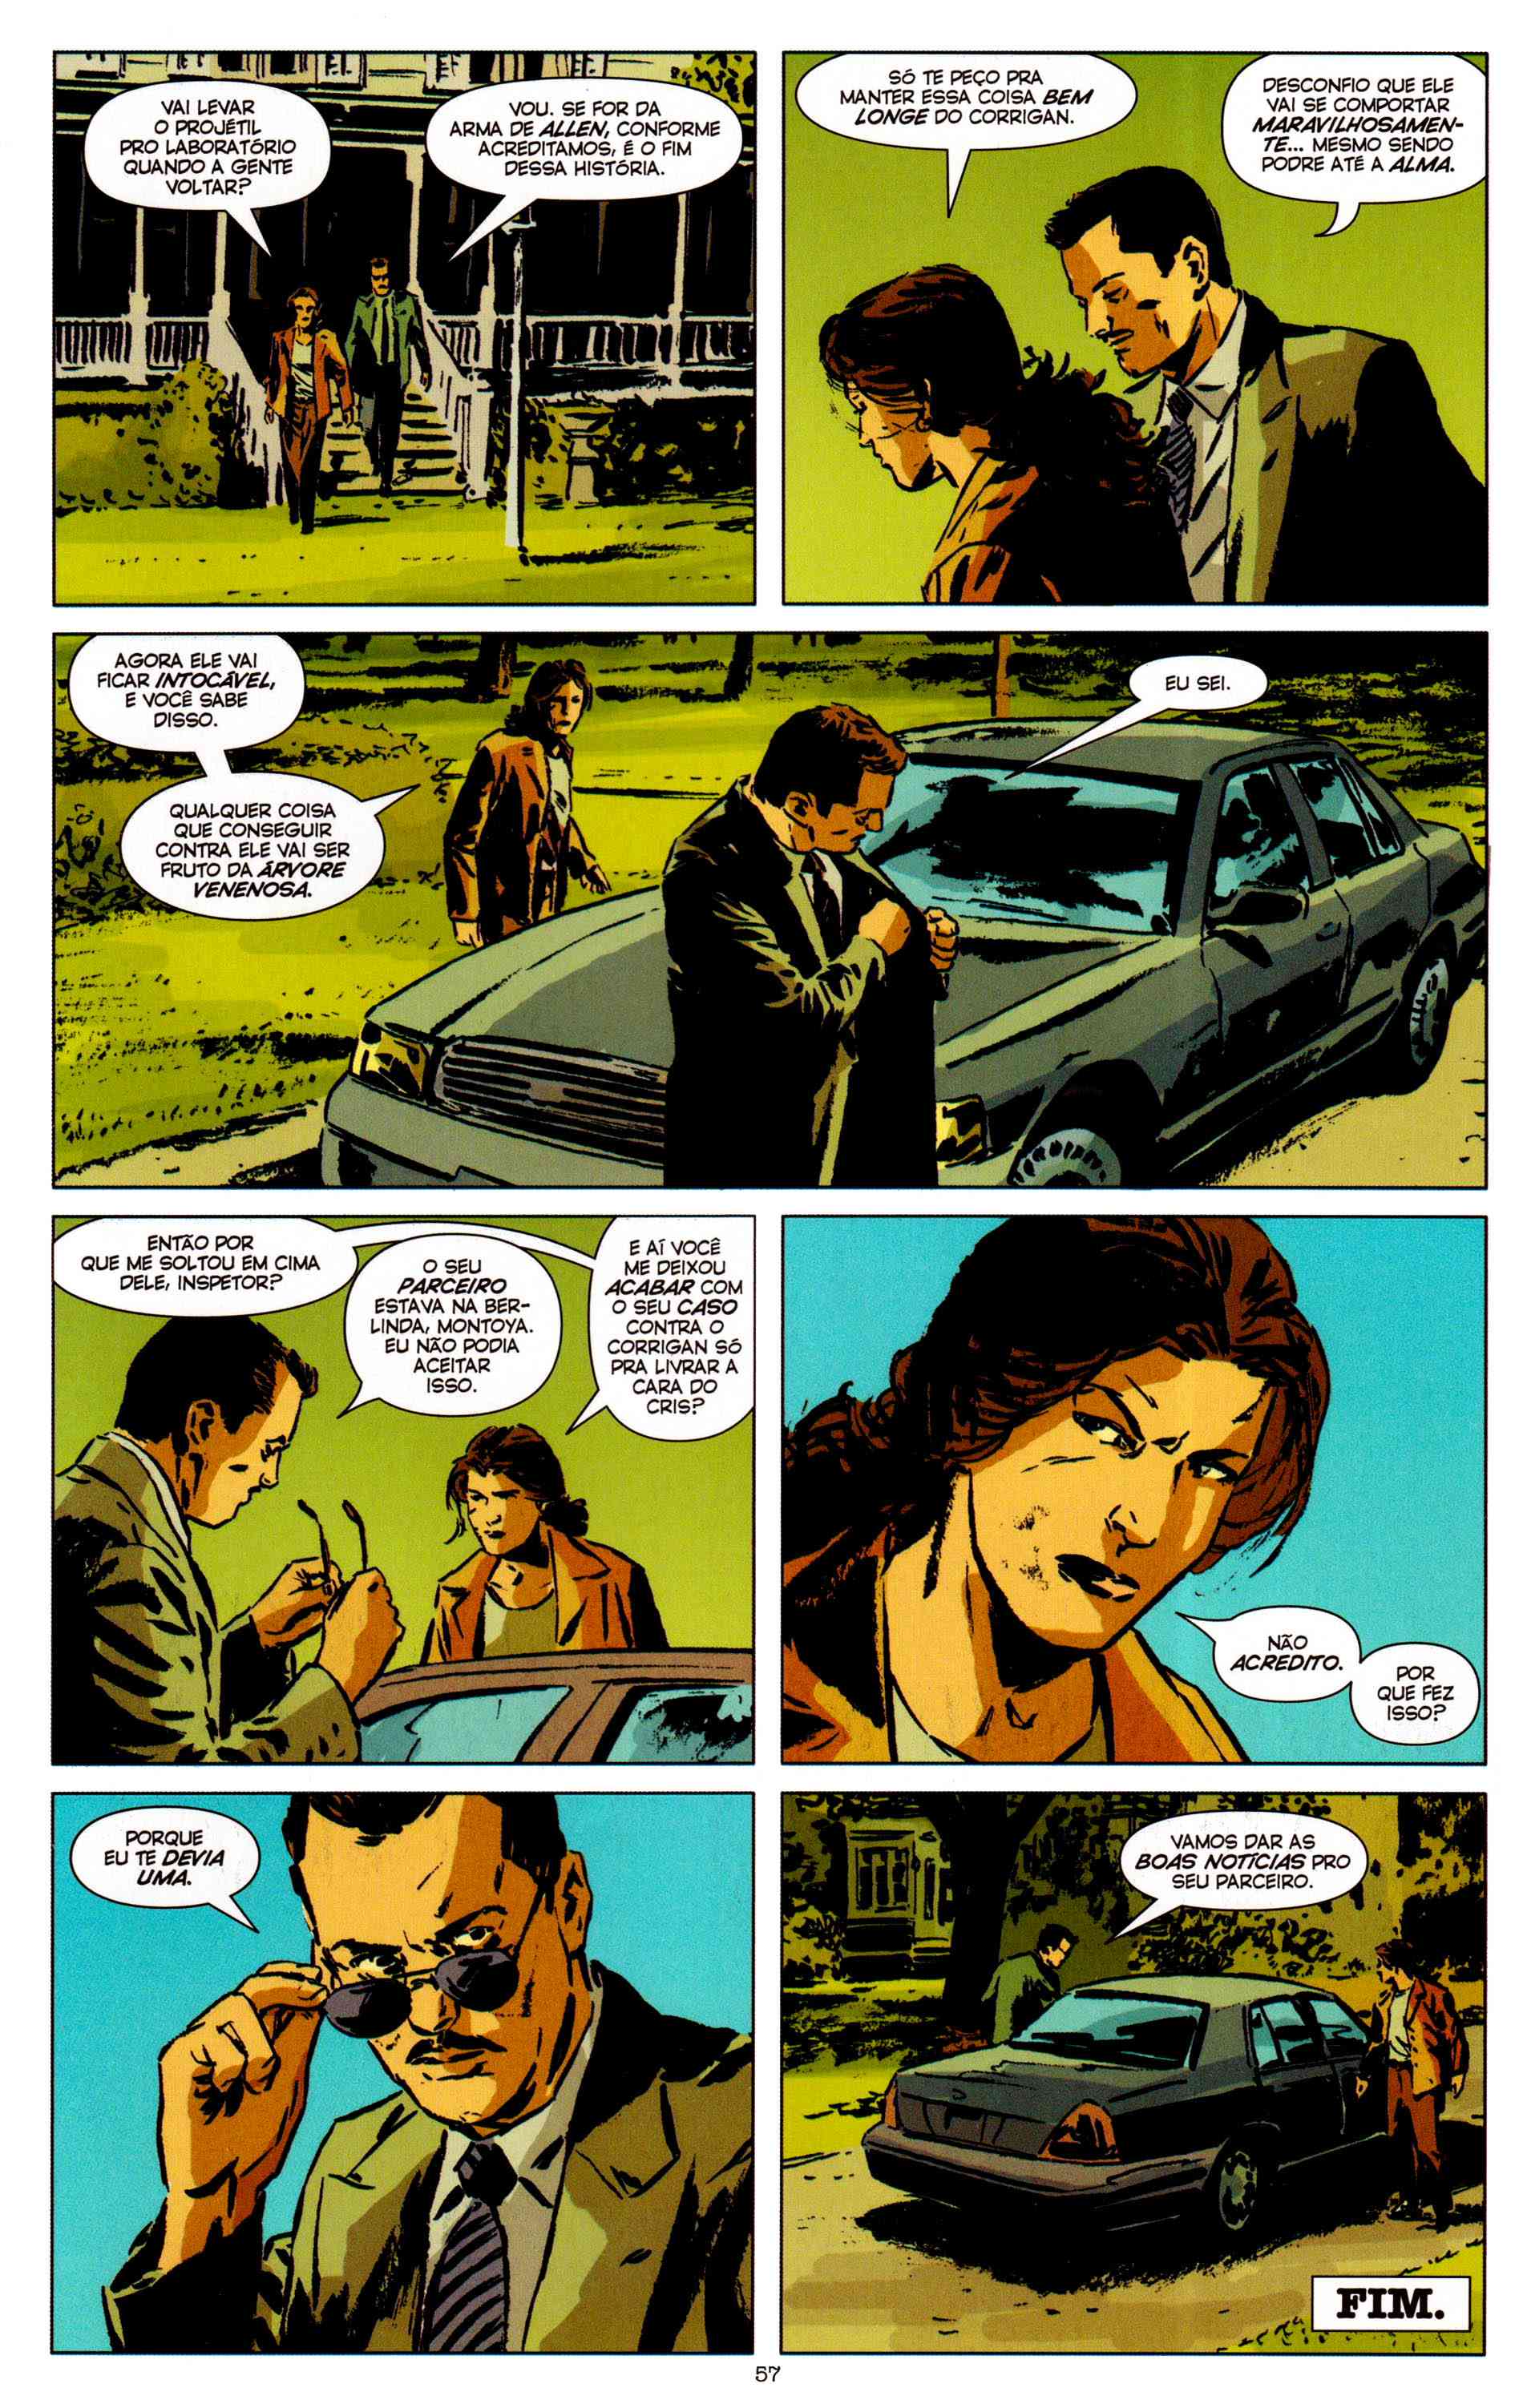 VAI LEVAR
O PROJÉTIL
PRO LABORATÓRIO
QUANDO A GENTE
VOLTAR?
VOU. SE FOR DA
ARMA DE ALLEN, CONFORME
ACREDITAMOS, É O FIM
DESSA HISTÓRIA.
SÓ TE PEÇO PRA
MANTER ESSA COISA BEM
LONGE DO CORRIGAN.
DESCONFIO QUE ELE
VAI SE COMPORTAR
MARAVILHOSAMEN-
TE... MESMO SENDO
PODRE ATÉ A ALMA.
AGORA ELE VAI
FICAR INTOCÁVEL,
E VOCÊ SABE
DISSO.
QUALQUER COISA
QUE CONSEGUIR
CONTRA ELE VAI SER
FRUTO DA ÁRVORE
VENENOSA.
EU SEI.
ENTÃO POR
QUE ME SOLTOU EM CIMA
DELE, INSPETOR?
O SEU
PARCEIRO
ESTAVA NA BER-
LINDA, MONTOYA.
EU NÃO PODIA
ACEITAR
ISSO.
E AÍ VOCÊ
ME DEIXOU
ACABAR COM
O SEU CASO
CONTRA O
CORRIGAN SÓ
PRA LIVRAR A
CARA DO
CRIS?
NÃO
ACREDITO.
POR
QUE FEZ
ISSO?
PORQUE
EU TE DEVIA
UMA.
VAMOS DAR AS
BOAS NOTÍCIAS PRO
SEU PARCEIRO.
FIM.
57